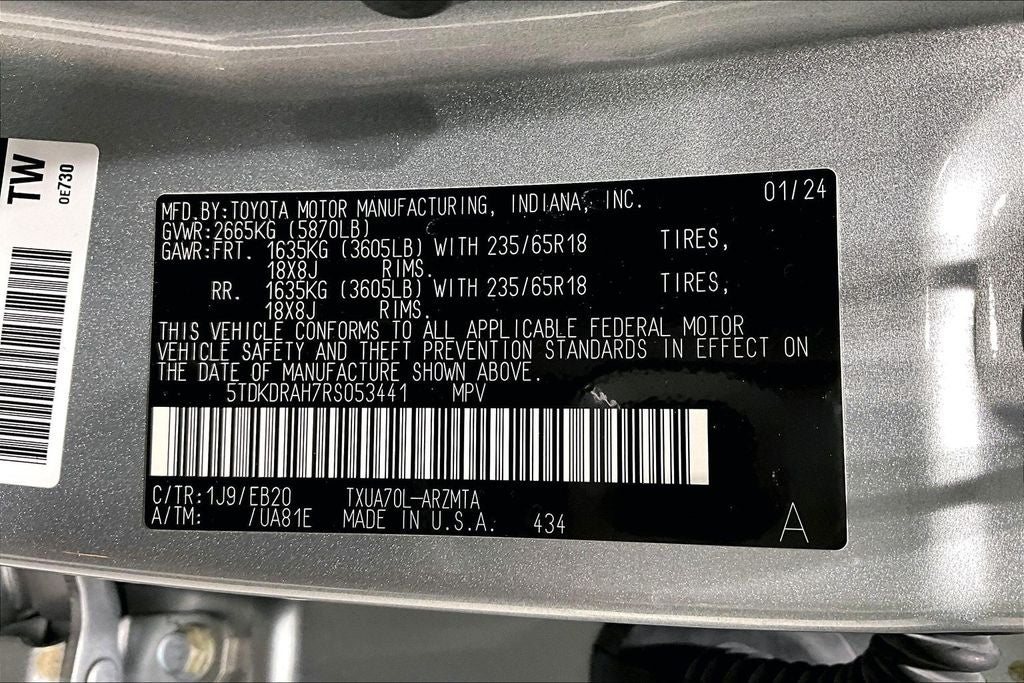 TW
0E730
MFD.BY:TOYOTA MOTOR MANUFACTURING, INDIANA, INC. 01/24
GVWR:2665KG (5870LB)
GAWR:FRT. 1635KG (3605LB) WITH 235/65R18 TIRES,
18X8J RIMS.
RR. 1635KG (3605LB) WITH 235/65R18 TIRES,
18X8J RIMS.
THIS VEHICLE CONFORMS TO ALL APPLICABLE FEDERAL MOTOR
VEHICLE SAFETY AND THEFT PREVENTION STANDARDS IN EFFECT ON
THE DATE OF MANUFACTURE SHOWN ABOVE.
5TDKDRAH7RS053441 MPV
C/TR:1J9/EB20 TXUA70L-ARZMTA
A/TM: /UA81E MADE IN U.S.A. 434 A